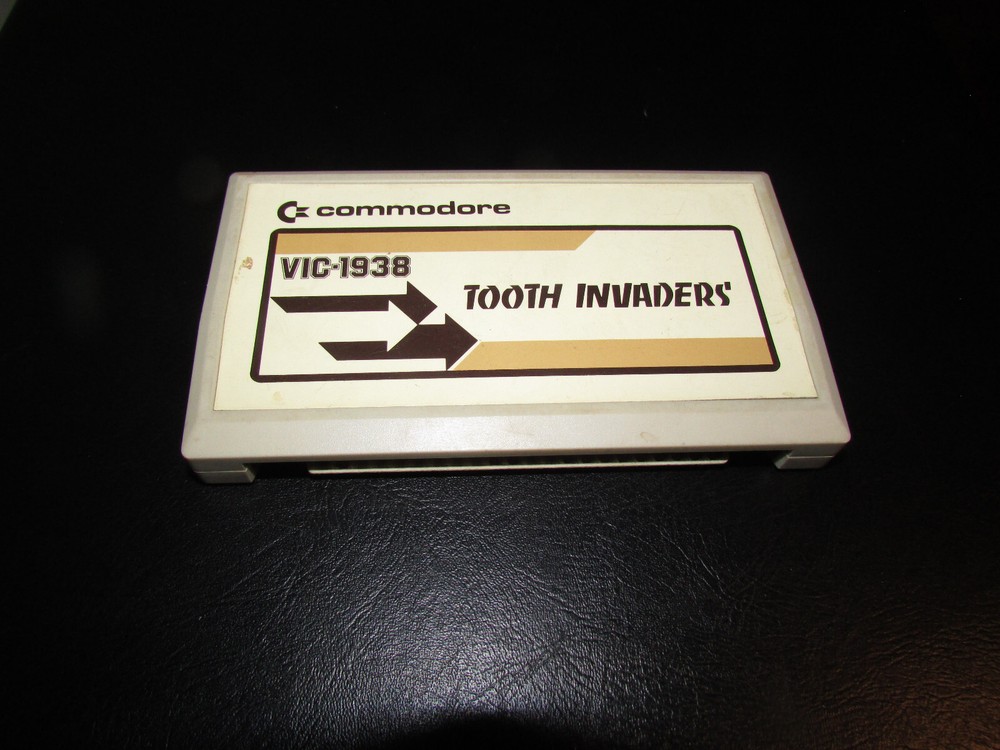 commodore
VIC-1938
TOOTH INVADERS